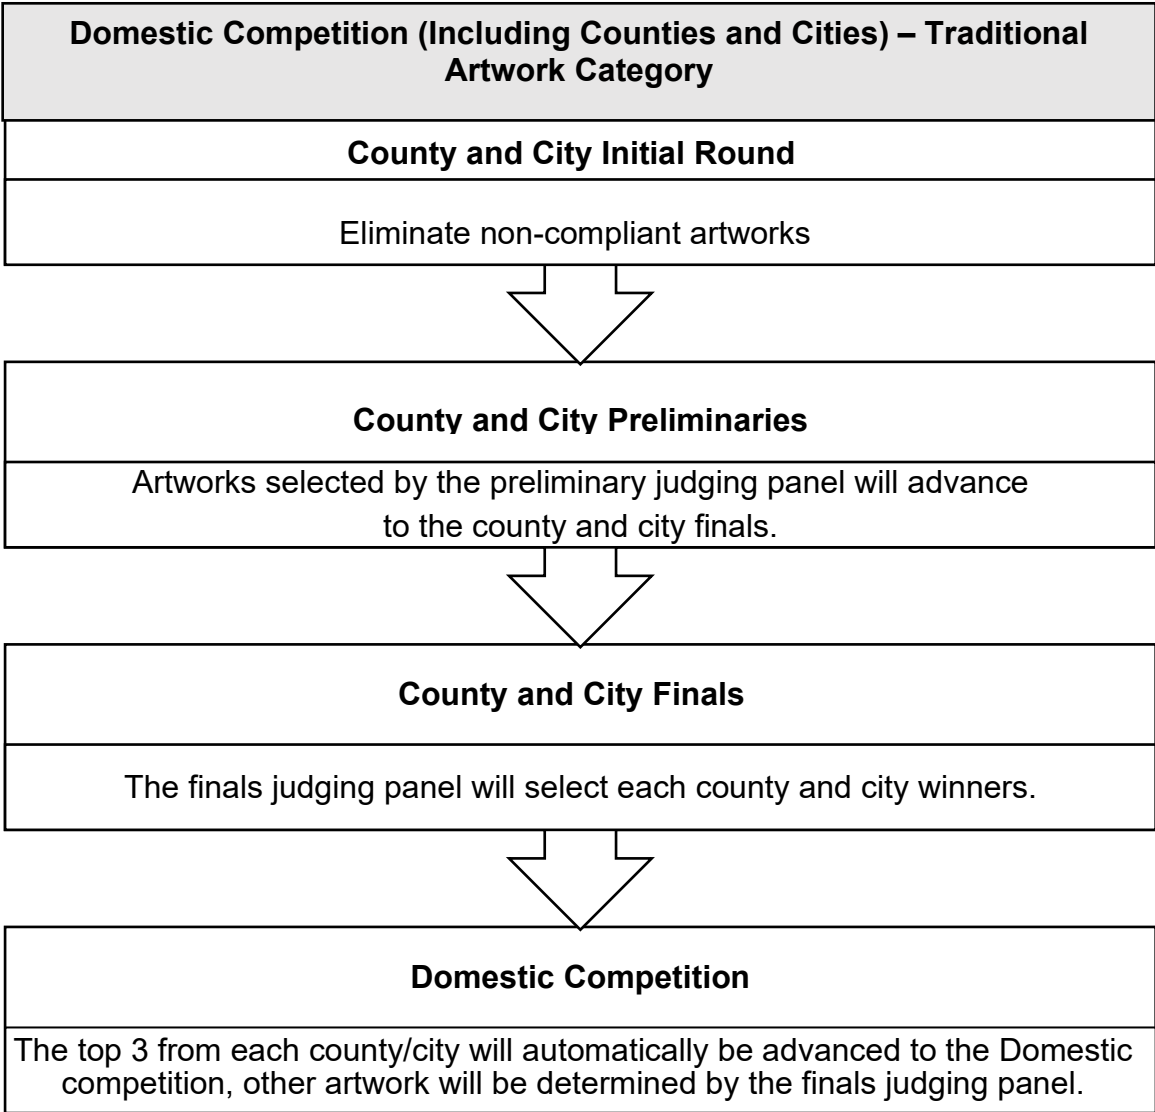 Domestic Competition (Including Counties and Cities) – Traditional
Artwork Category
County and City Initial Round
Eliminate non-compliant artworks
County and City Preliminaries
Artworks selected by the preliminary judging panel will advance
to the county and city finals.
County and City Finals
The finals judging panel will select each county and city winners.
Domestic Competition
The top 3 from each county/city will automatically be advanced to the Domestic
competition, other artwork will be determined by the finals judging panel.